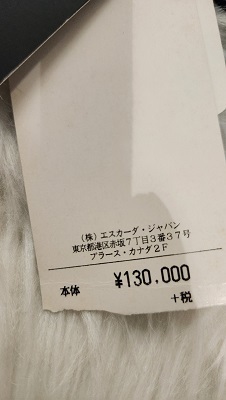 （株）エスカーダ・ジャパン
東京都港区赤坂７丁目３番３７号
プラース・カナダ２Ｆ
本体 ¥130,000
+税